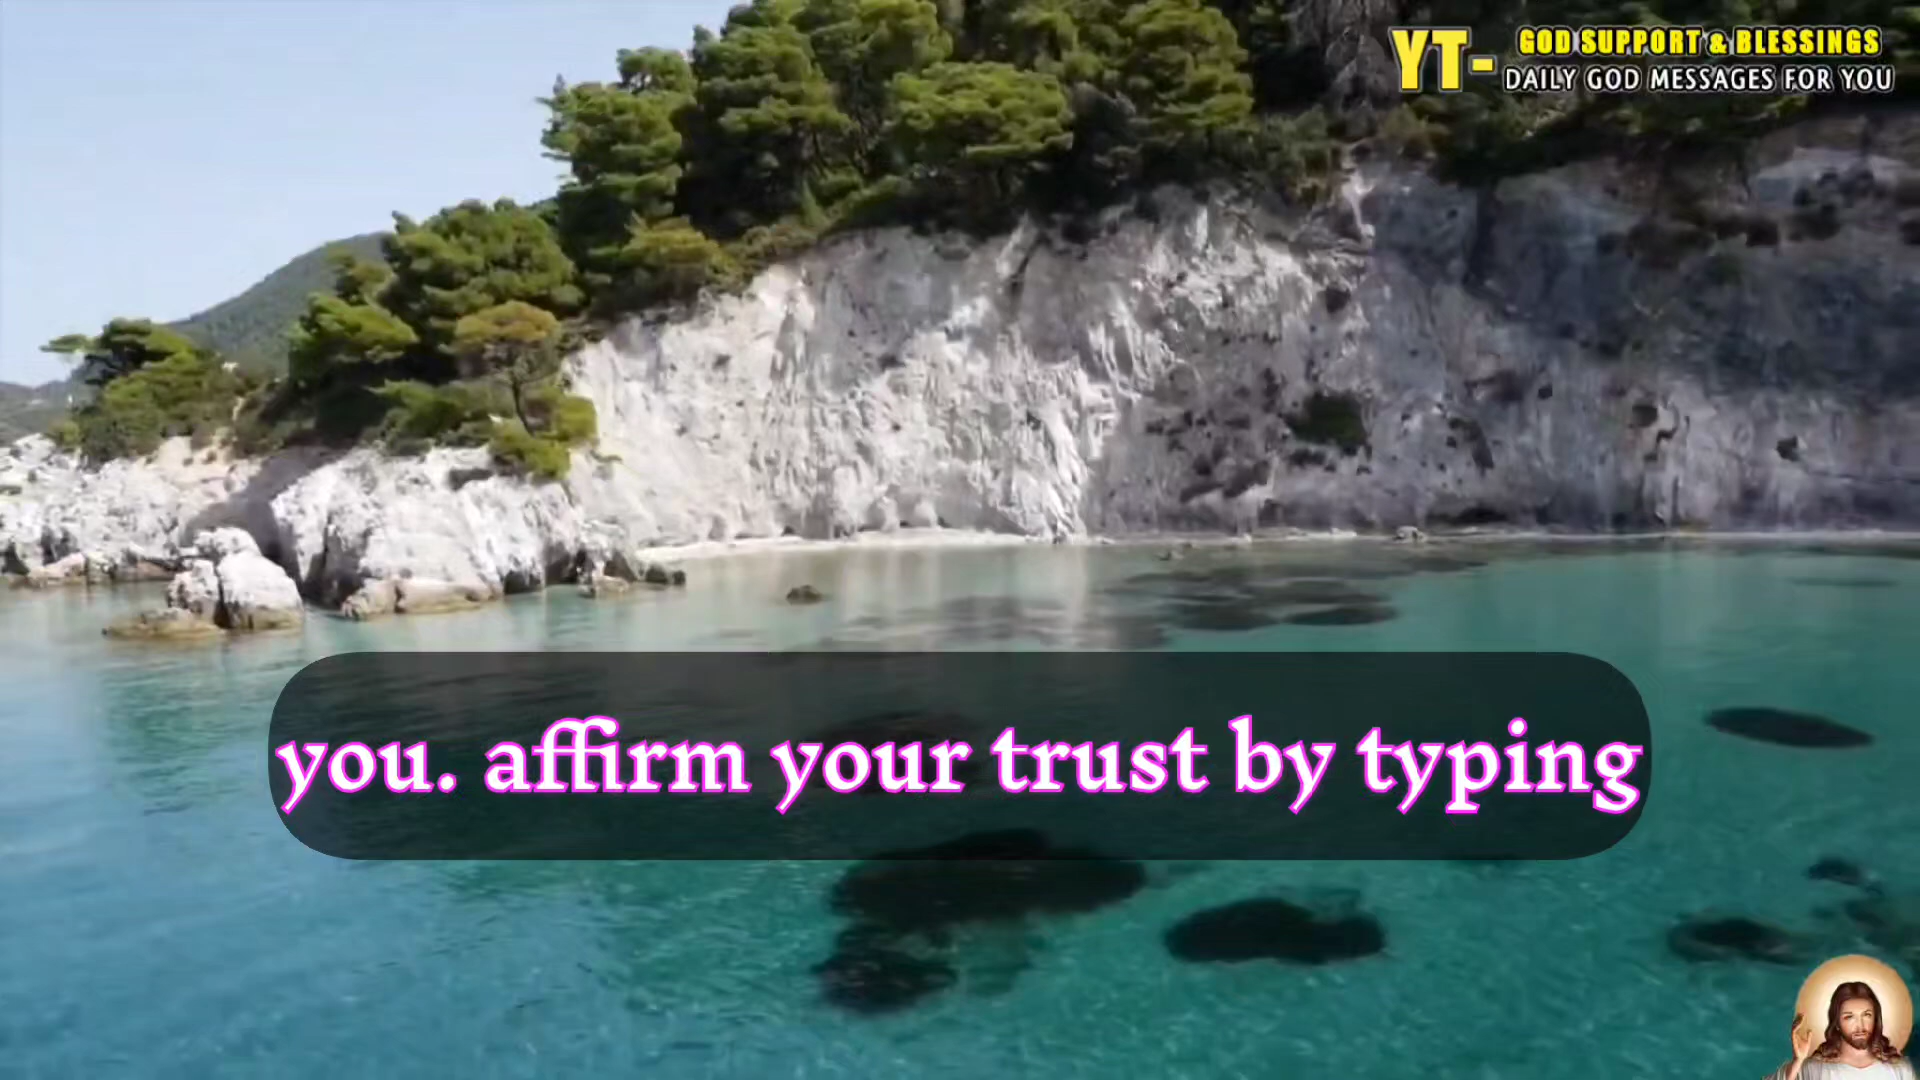 YT-
GOD SUPPORT & BLESSINGS
DAILY GOD MESSAGES FOR YOU
you. affirm your trust by typing